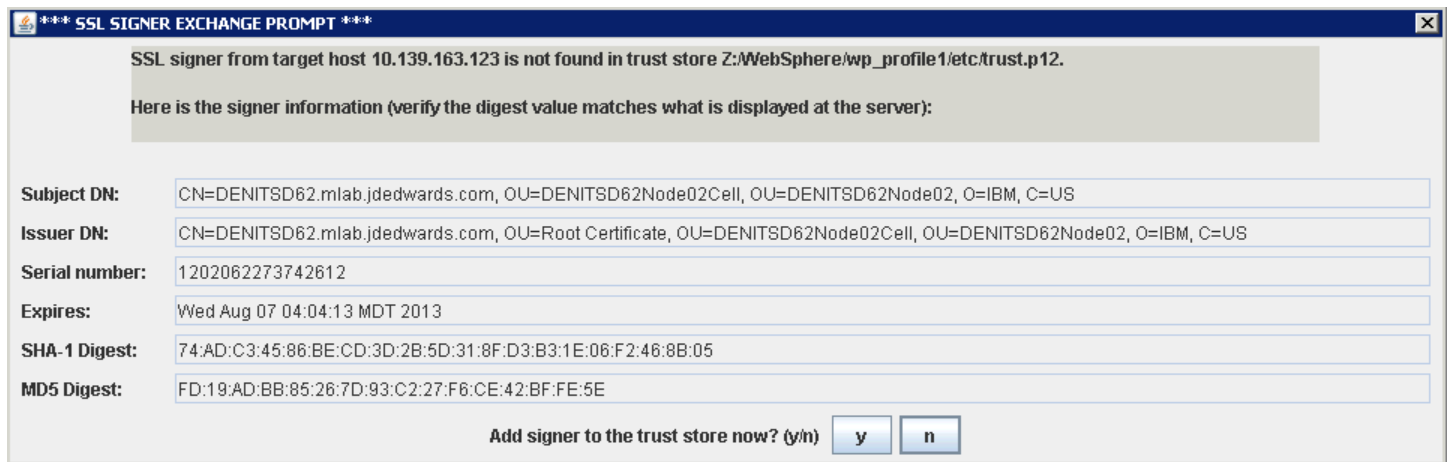 *** SSL SIGNER EXCHANGE PROMPT ***
SSL signer from target host 10.139.163.123 is not found in trust store Z:/WebSphere/wp_profile1/etc/trust.p12.
Here is the signer information (verify the digest value matches what is displayed at the server):
Subject DN: CN=DENITSD62.mlab.jdedwards.com, OU=DENITSD62Node02Cell, OU=DENITSD62Node02, O=IBM, C=US
Issuer DN: CN=DENITSD62.mlab.jdedwards.com, OU=Root Certificate, OU=DENITSD62Node02Cell, OU=DENITSD62Node02, O=IBM, C=US
Serial number: 1202062273742612
Expires: Wed Aug 07 04:04:13 MDT 2013
SHA-1 Digest: 74:AD:C3:45:86:BE:CD:3D:2B:5D:31:8F:D3:B3:1E:06:F2:46:8B:05
MD5 Digest: FD:19:AD:BB:85:26:7D:93:C2:27:F6:CE:42:BF:FE:5E
Add signer to the trust store now? (y/n) y n